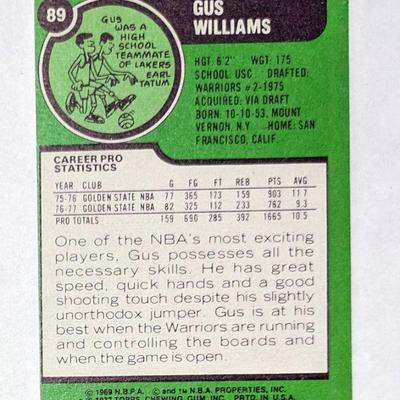 89
GUS
WILLIAMS
GUS
WAS A
HIGH
SCHOOL
TEAMMATE
OF LAKERS
EARL
TATUM
HGT: 6'2" WGT: 175
SCHOOL: USC DRAFTED:
WARRIORS #2-1975
ACQUIRED: VIA DRAFT
BORN: 10-10-53, MOUNT
VERNON, N.Y. HOME: SAN
FRANCISCO, CALIF.
CAREER PRO
STATISTICS
YEAR CLUB G FG FT REB PTS AVG
75-76 GOLDEN STATE NBA 77 365 173 159 903 11.7
76-77 GOLDEN STATE NBA 82 325 112 233 762 9.3
PRO TOTALS 159 690 285 392 1665 10.5
One of the NBA's most exciting
players, Gus possesses all the
necessary skills. He has great
speed, quick hands and a good
shooting touch despite his slightly
unorthodox jumper. Gus is at his
best when the Warriors are running
and controlling the boards and
when the game is open.
© 1969 N.B.P.A. © and ™ N.B.A. PROPERTIES, INC.
© 1977 TOPPS CHEWING GUM, INC. PRTD. IN U.S.A.